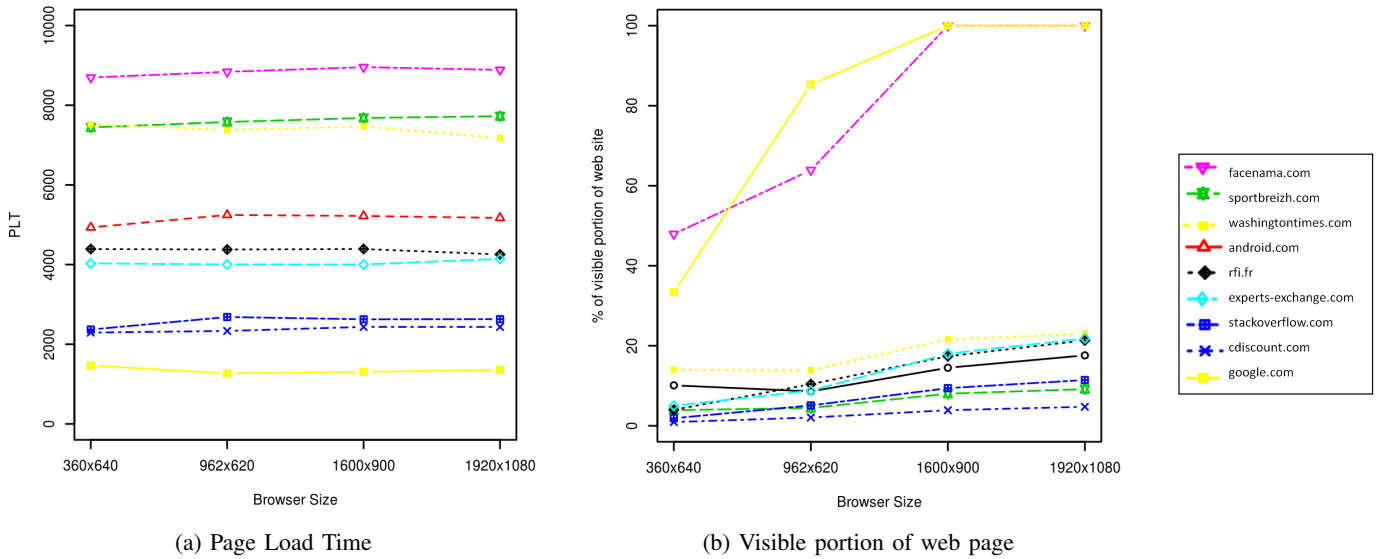 10000
8000
6000
4000
2000
0
PLT
360x640 962x620 1600x900 1920x1080
Browser Size
(a) Page Load Time
100
80
60
40
20
0
% of visible portion of web site
360x640 962x620 1600x900 1920x1080
Browser Size
(b) Visible portion of web page
facenama.com
sportbreizh.com
washingtontimes.com
android.com
rfi.fr
experts-exchange.com
stackoverflow.com
cdiscount.com
google.com